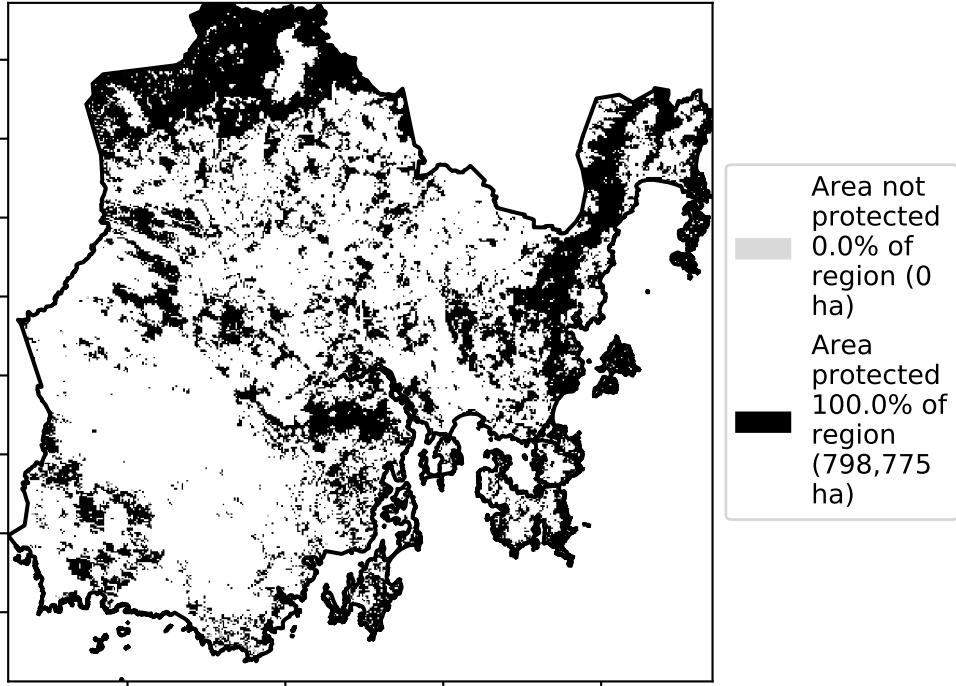 Area not
protected
0.0% of
region (0
ha)
Area
protected
100.0% of
region
(798,775
ha)